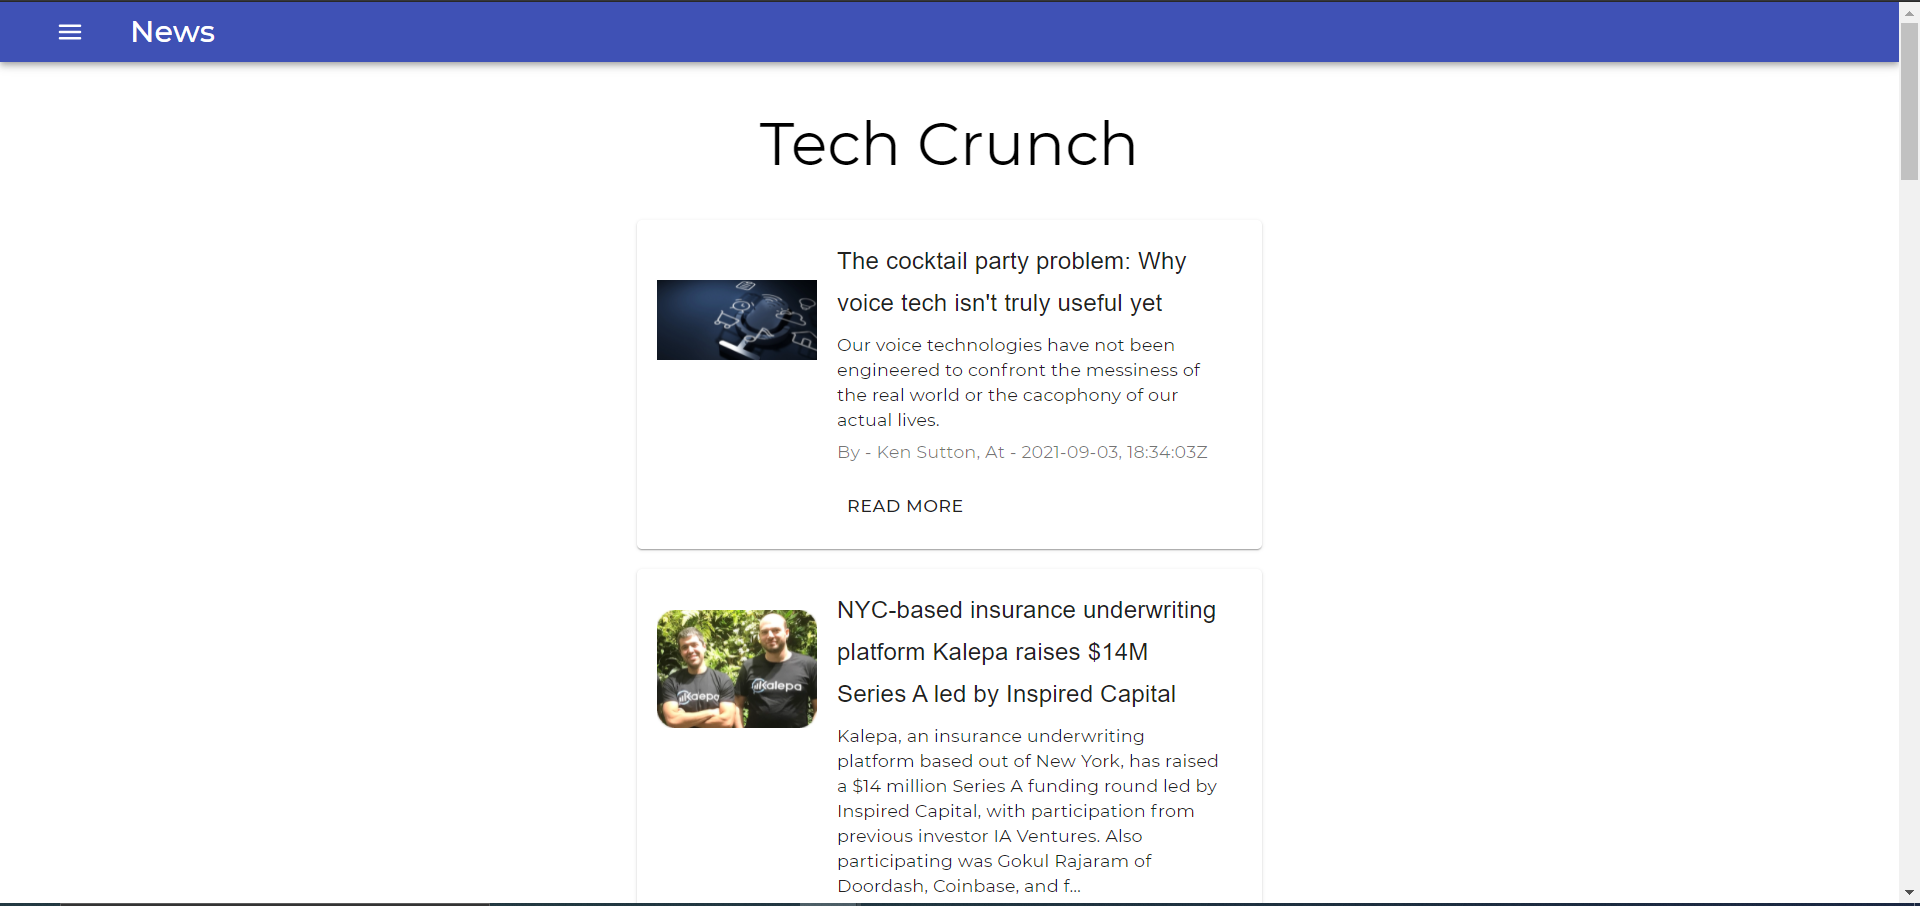 News
Tech Crunch
The cocktail party problem: Why
voice tech isn't truly useful yet
Our voice technologies have not been
engineered to confront the messiness of
the real world or the cacophony of our
actual lives.
By - Ken Sutton, At - 2021-09-03, 18:34:03Z
READ MORE
Kalepa
Kalepa
NYC-based insurance underwriting
platform Kalepa raises $14M
Series A led by Inspired Capital
Kalepa, an insurance underwriting
platform based out of New York, has raised
a $14 million Series A funding round led by
Inspired Capital, with participation from
previous investor IA Ventures. Also
participating was Gokul Rajaram of
Doordash, Coinbase, and f...